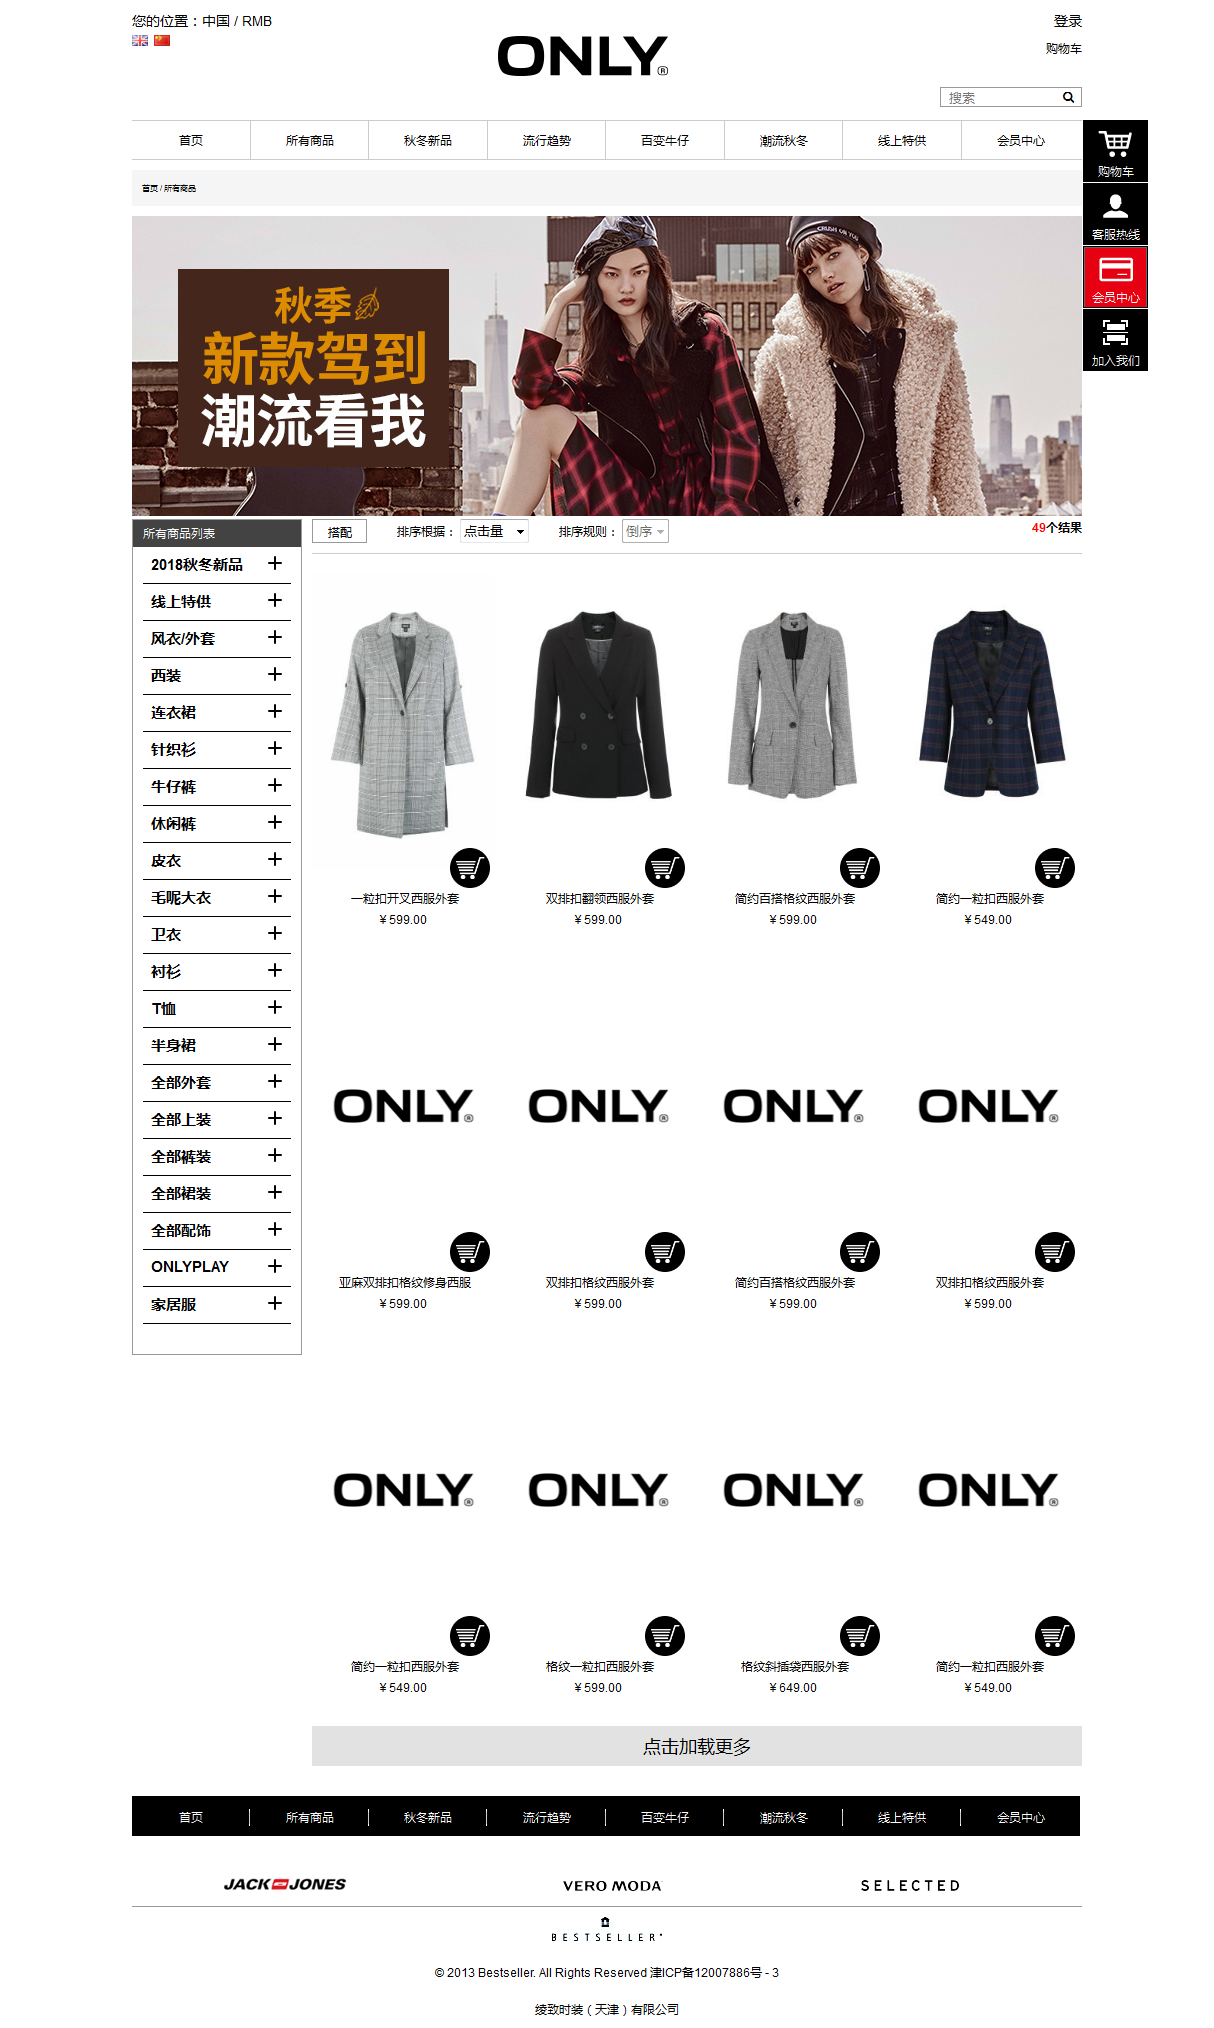 您的位置：中国 / RMB
登录
购物车
ONLY®
搜索
首页 所有商品 秋冬新品 流行趋势 百变牛仔 潮流秋冬 线上特供 会员中心
购物车
客服热线
会员中心
加入我们
首页 / 所有商品
CRUSH ON YOU
秋季
新款驾到
潮流看我
所有商品列表
搭配 排序根据： 点击量 排序规则： 倒序 49个结果
2018秋冬新品
线上特供
风衣/外套
西装
连衣裙
针织衫
牛仔裤
休闲裤
皮衣
毛呢大衣
卫衣
衬衫
T恤
半身裙
全部外套
全部上装
全部裤装
全部裙装
全部配饰
ONLYPLAY
家居服
一粒扣开叉西服外套 双排扣翻领西服外套 简约百搭格纹西服外套 简约一粒扣西服外套
¥ 599.00 ¥ 599.00 ¥ 599.00 ¥ 549.00
ONLY® ONLY® ONLY® ONLY®
亚麻双排扣格纹修身西服 双排扣格纹西服外套 简约百搭格纹西服外套 双排扣格纹西服外套
¥ 599.00 ¥ 599.00 ¥ 599.00 ¥ 599.00
ONLY® ONLY® ONLY® ONLY®
简约一粒扣西服外套 格纹一粒扣西服外套 格纹斜插袋西服外套 简约一粒扣西服外套
¥ 549.00 ¥ 599.00 ¥ 649.00 ¥ 549.00
点击加载更多
首页 所有商品 秋冬新品 流行趋势 百变牛仔 潮流秋冬 线上特供 会员中心
JACK JONES VERO MODA SELECTED
BESTSELLER
© 2013 Bestseller. All Rights Reserved 津ICP备12007886号 - 3
绫致时装（天津）有限公司